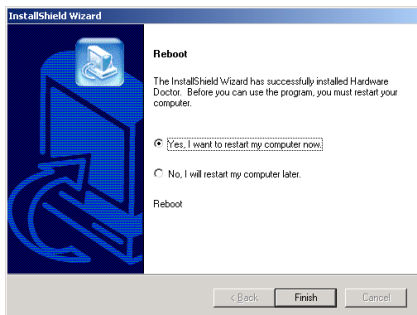 InstallShield Wizard
Reboot
The InstallShield Wizard has successfully installed Hardware
Doctor. Before you can use the program, you must restart your
computer.
Yes, I want to restart my computer now.
No, I will restart my computer later.
Reboot
< Back
Finish
Cancel